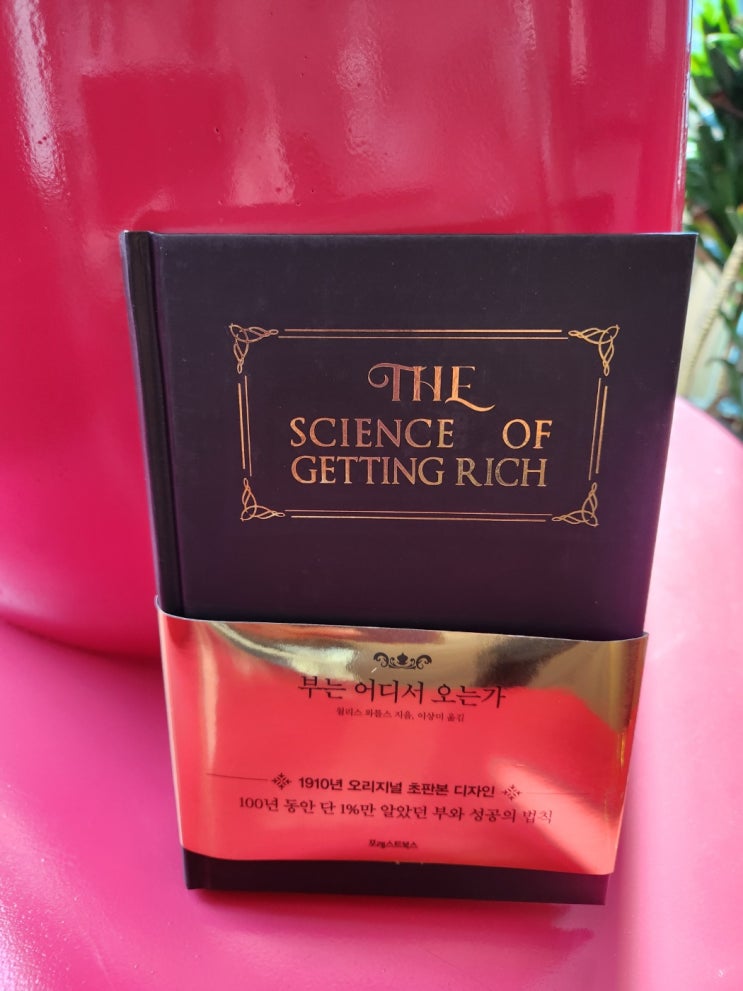 THE
SCIENCE OF
GETTING RICH
부는 어디서 오는가
월리스 와틀스 지음, 이상미 옮김
1910년 오리지널 초판본 디자인
100년 동안 단 1%만 알았던 부와 성공의 법칙
포레스트북스